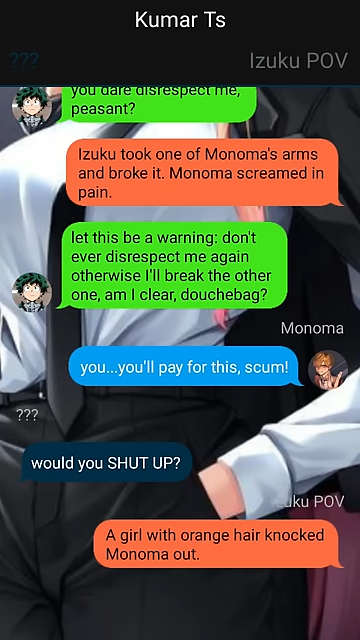 Kumar Ts
???
Izuku POV
you dare disrespect me,
peasant?
Izuku took one of Monoma's arms
and broke it. Monoma screamed in
pain.
let this be a warning: don't
ever disrespect me again
otherwise I'll break the other
one, am I clear, douchebag?
Monoma
you...you'll pay for this, scum!
???
would you SHUT UP?
Izuku POV
A girl with orange hair knocked
Monoma out.